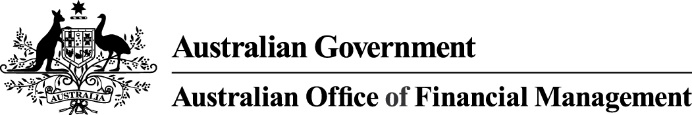 Australian Government
Australian Office of Financial Management
AUSTRALIA